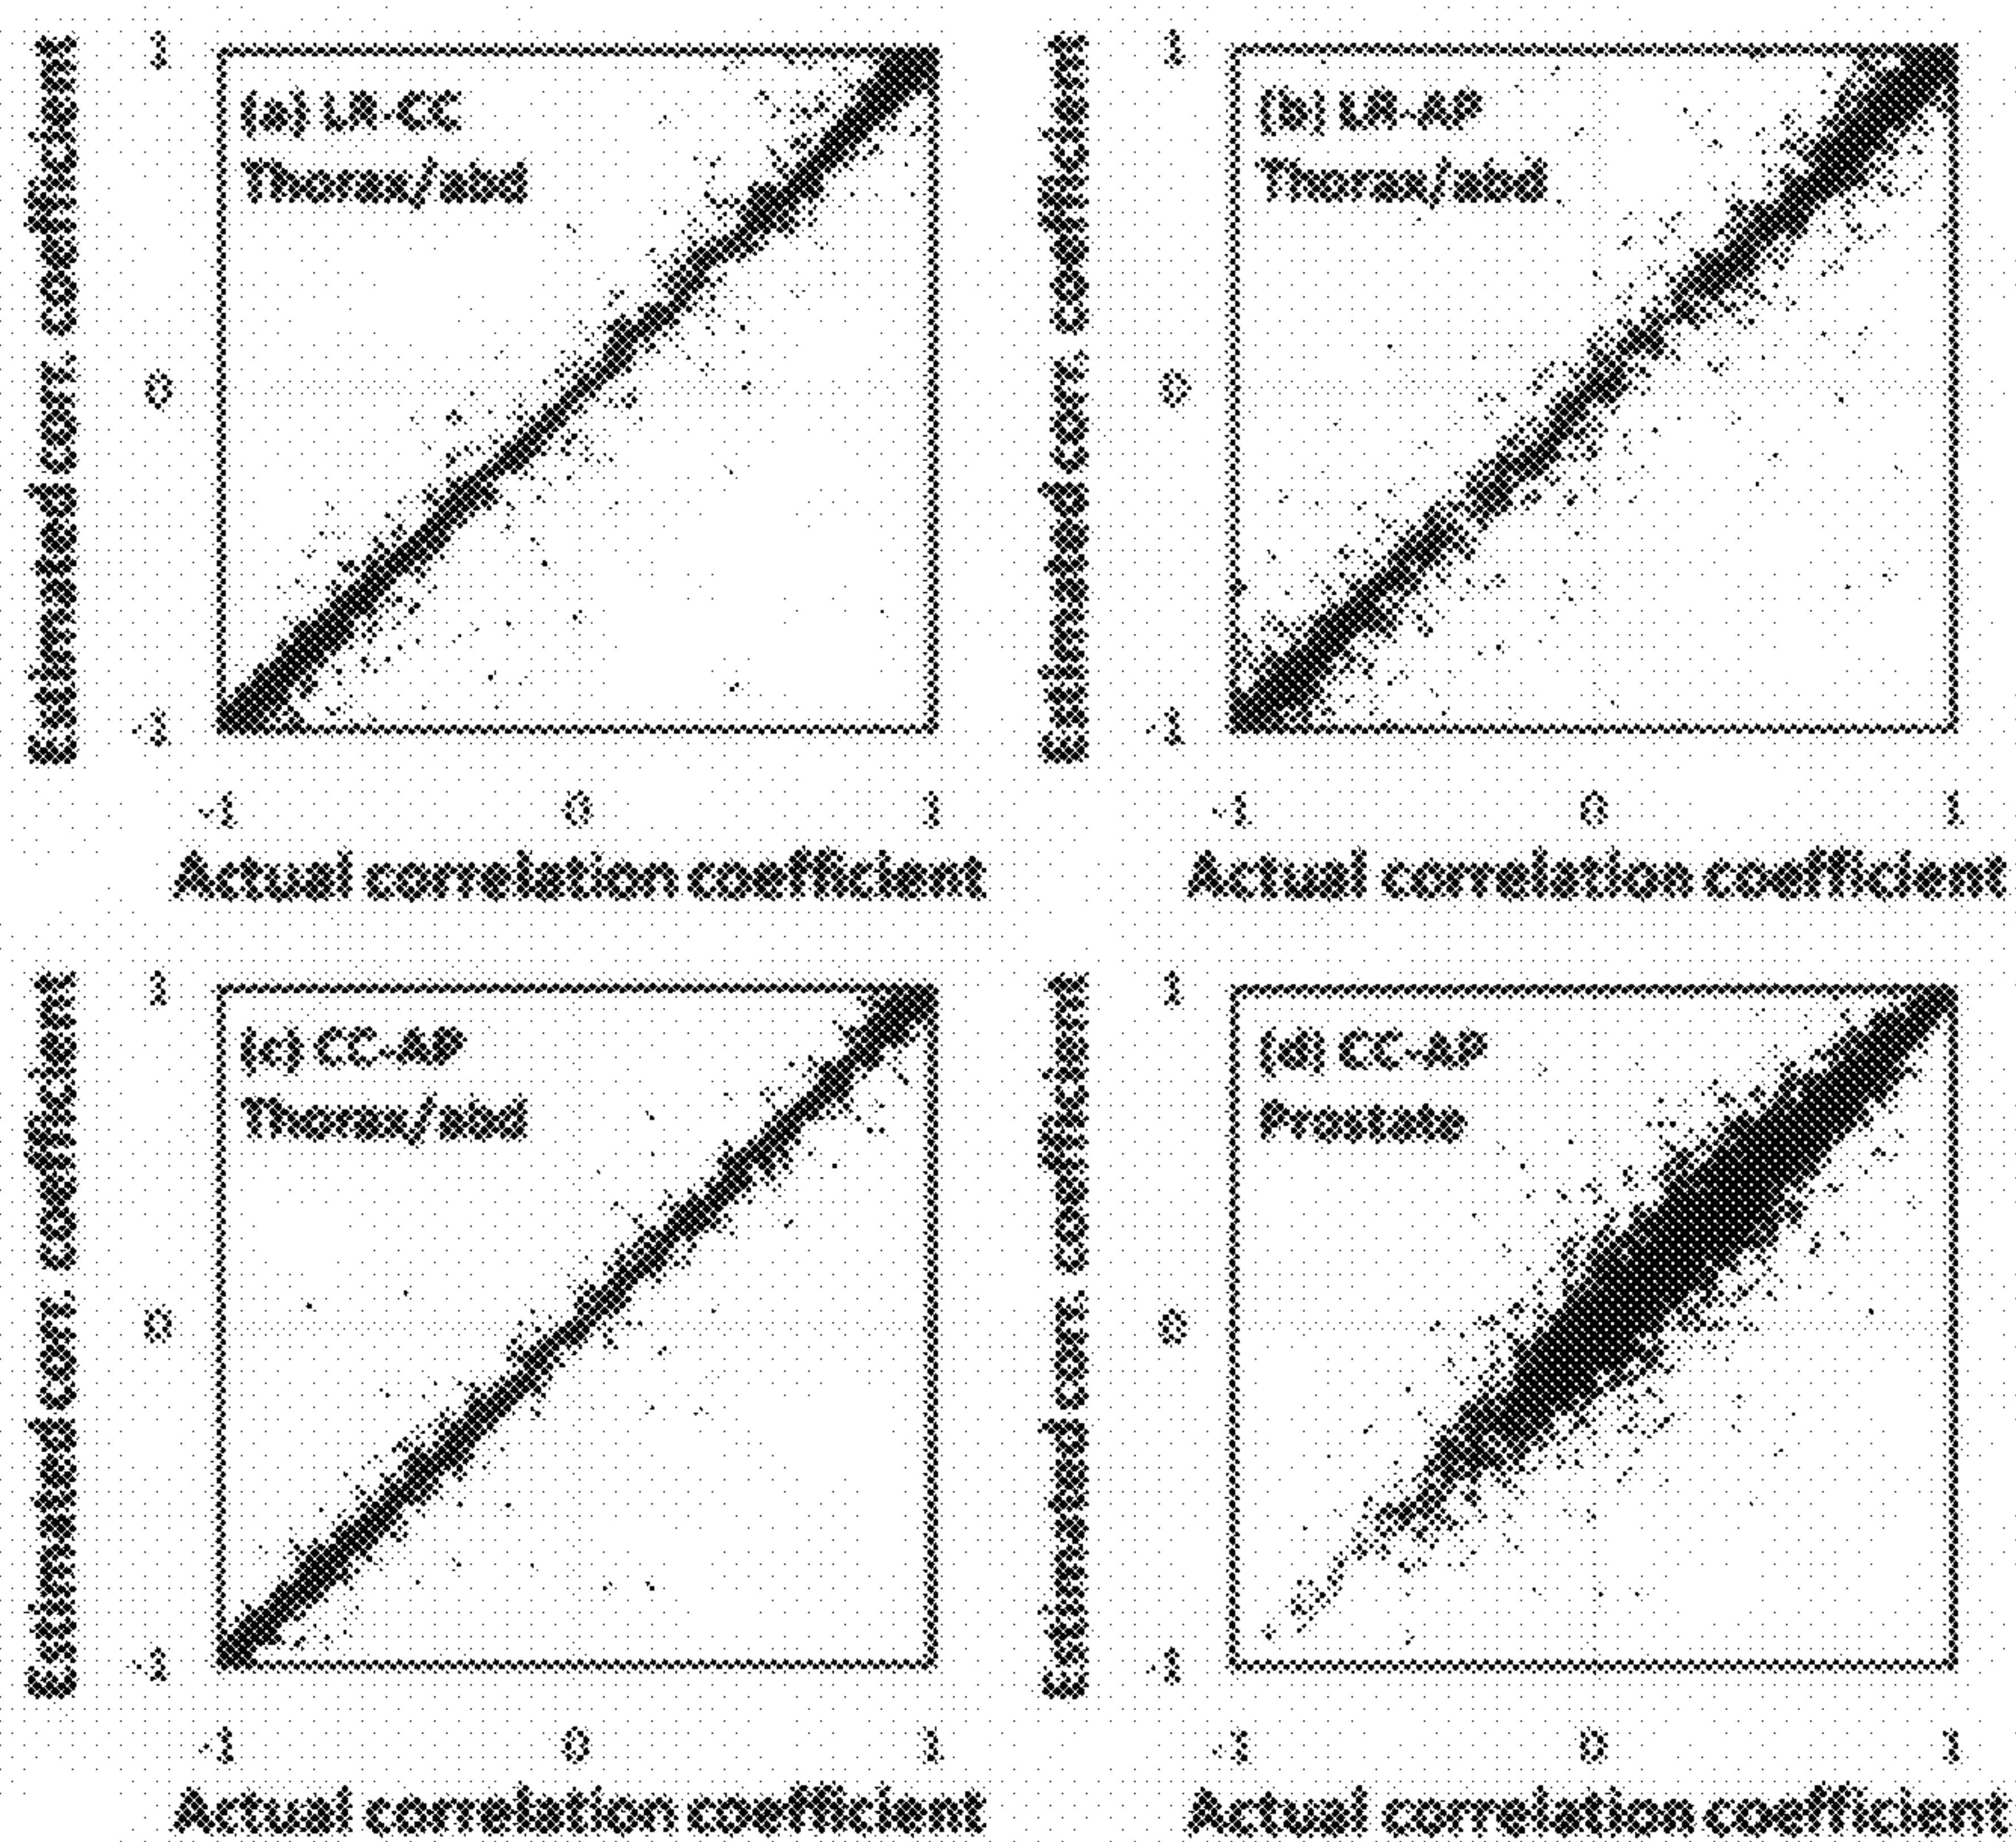 Estimated corr. coefficient
1
0
-1
(a) LR-CC
Thorax/abd
-1 0 1
Actual correlation coefficient
Estimated corr. coefficient
1
0
-1
(b) LR-AP
Thorax/abd
-1 0 1
Actual correlation coefficient
Estimated corr. coefficient
1
0
-1
(c) CC-AP
Thorax/abd
-1 0 1
Actual correlation coefficient
Estimated corr. coefficient
1
0
-1
(d) CC-AP
Prostate
-1 0 1
Actual correlation coefficient